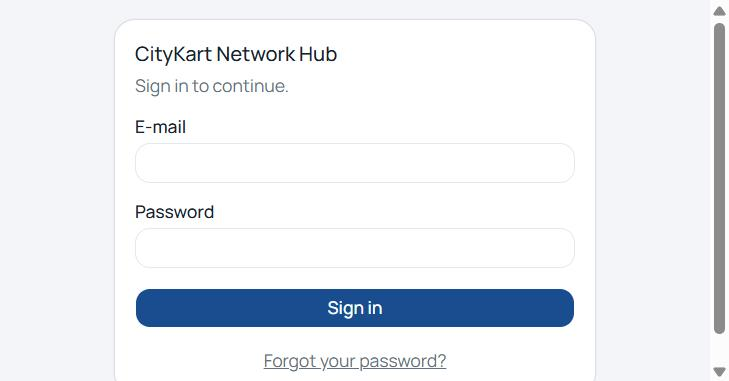 CityKart Network Hub
Sign in to continue.
E-mail
Password
Sign in
Forgot your password?